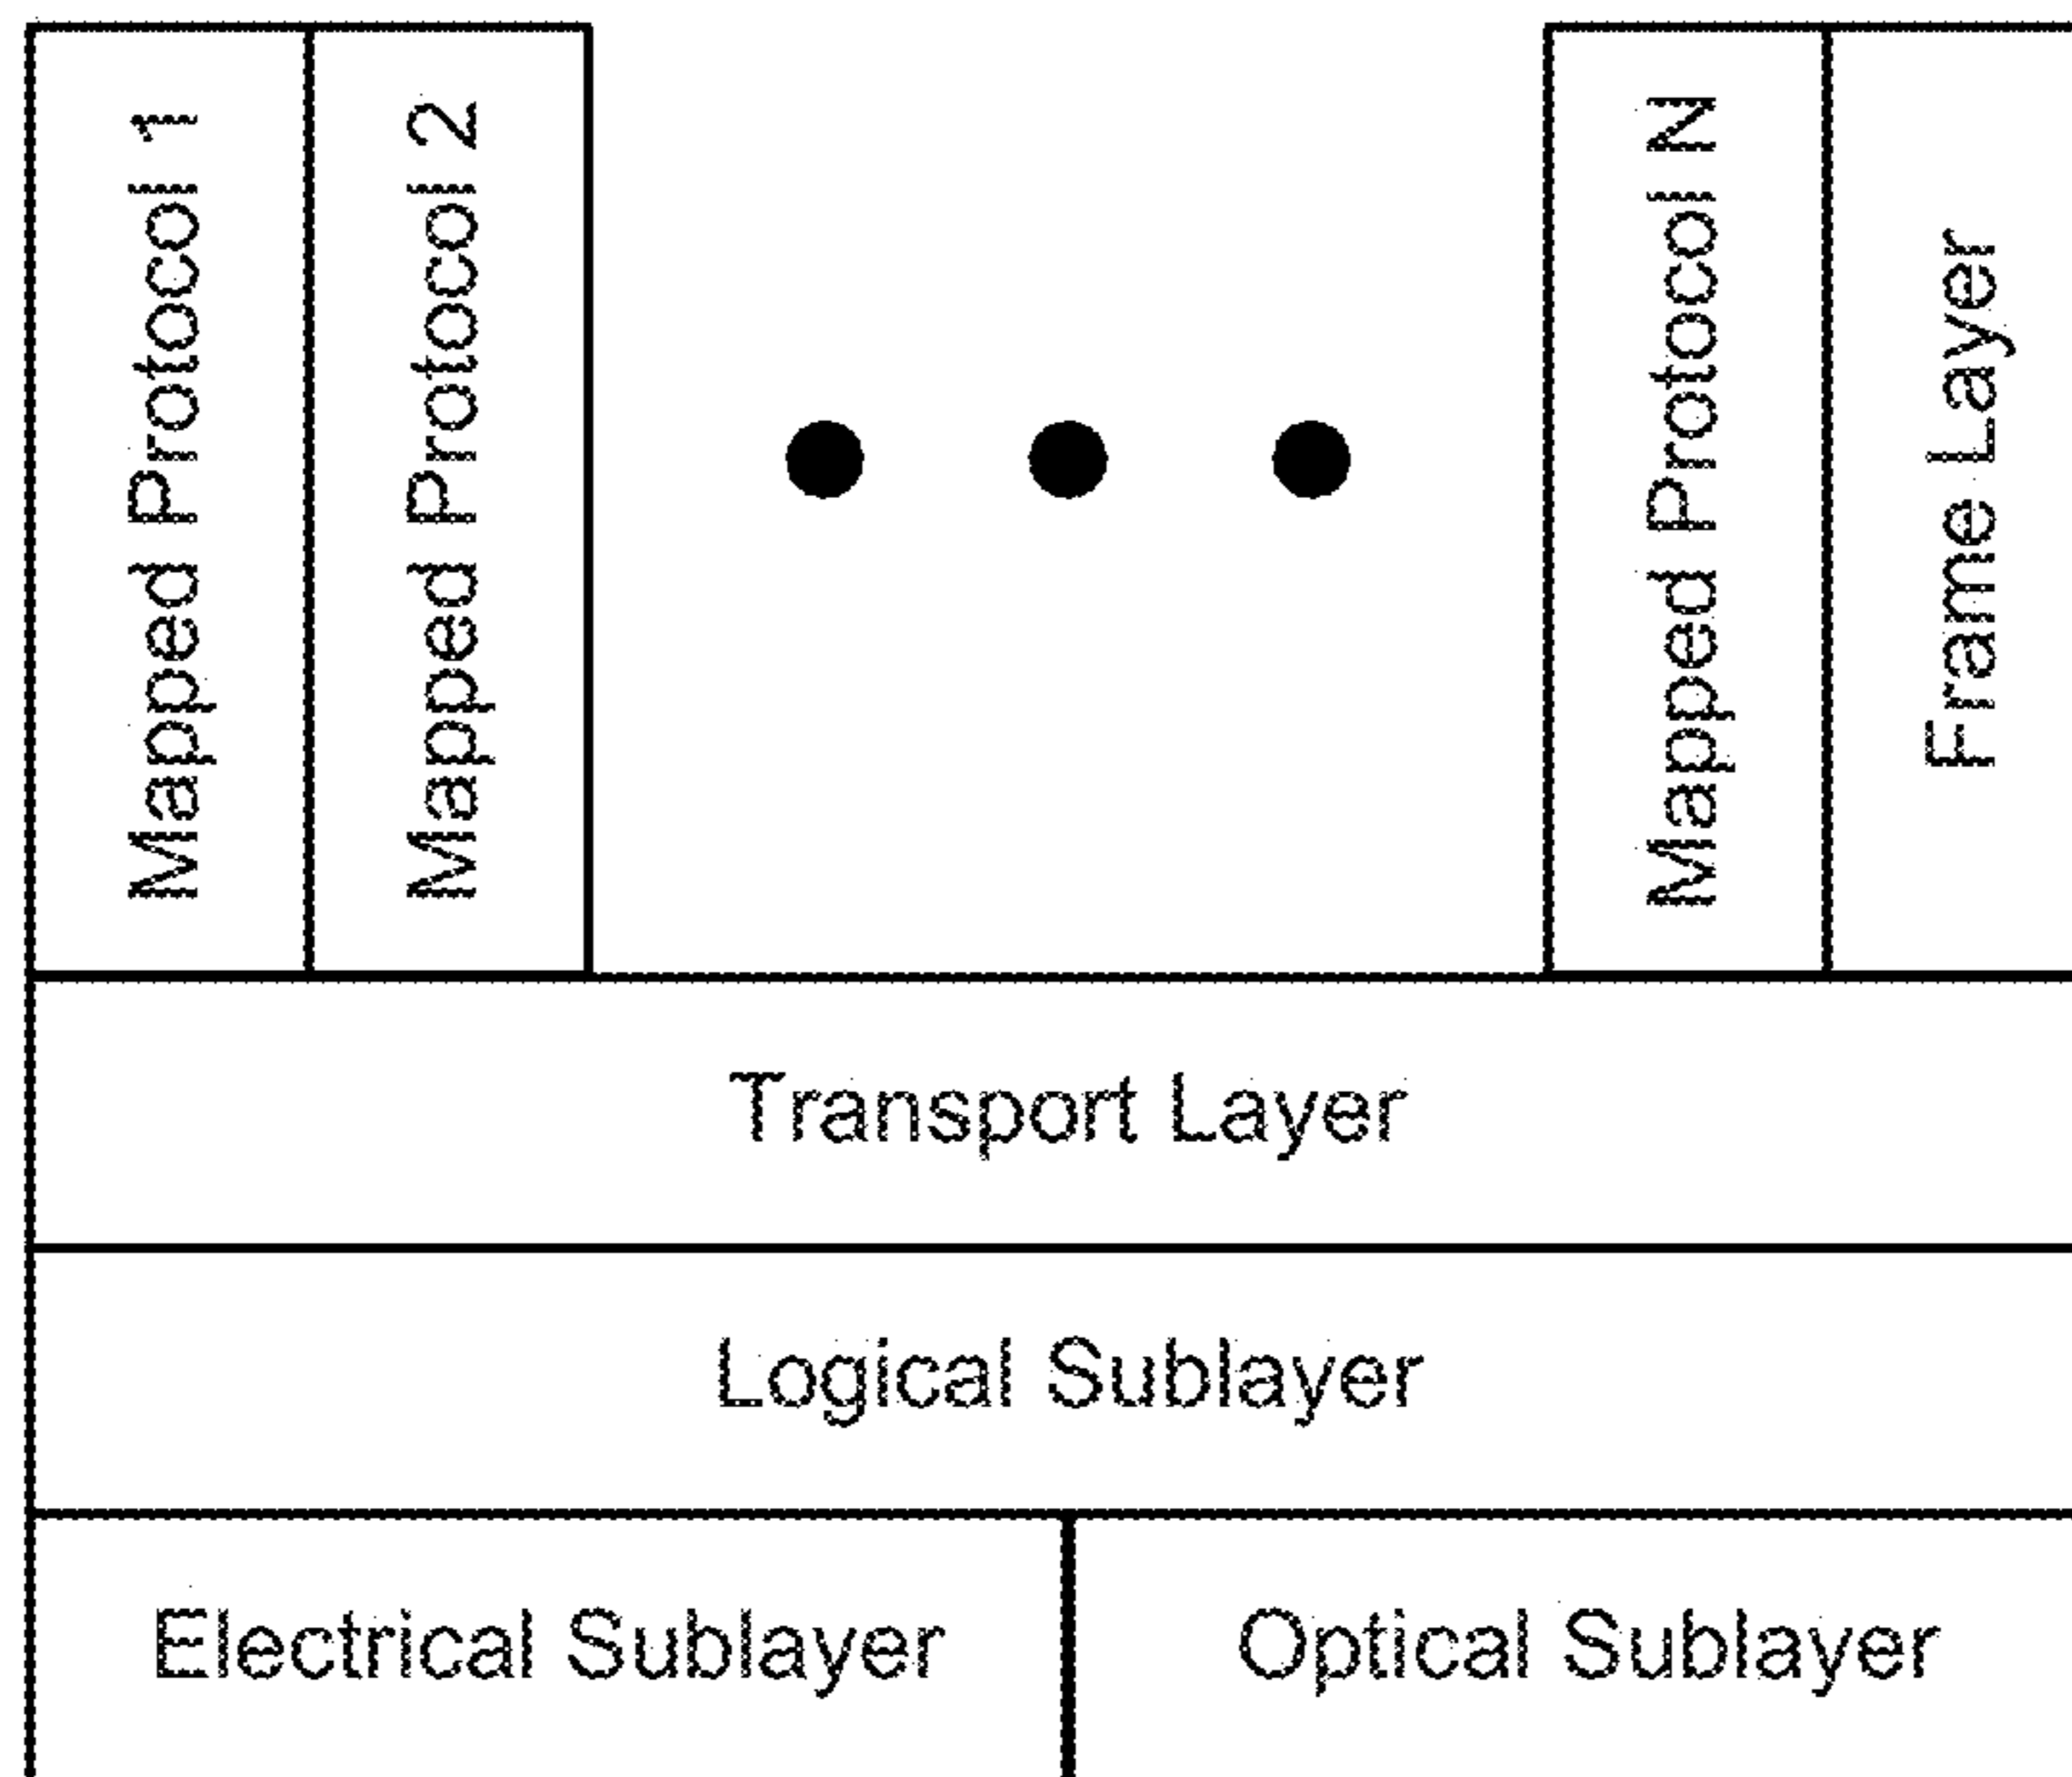 Mapped Protocol 1
Mapped Protocol 2
Mapped Protocol N
Frame Layer
Transport Layer
Logical Sublayer
Electrical Sublayer
Optical Sublayer